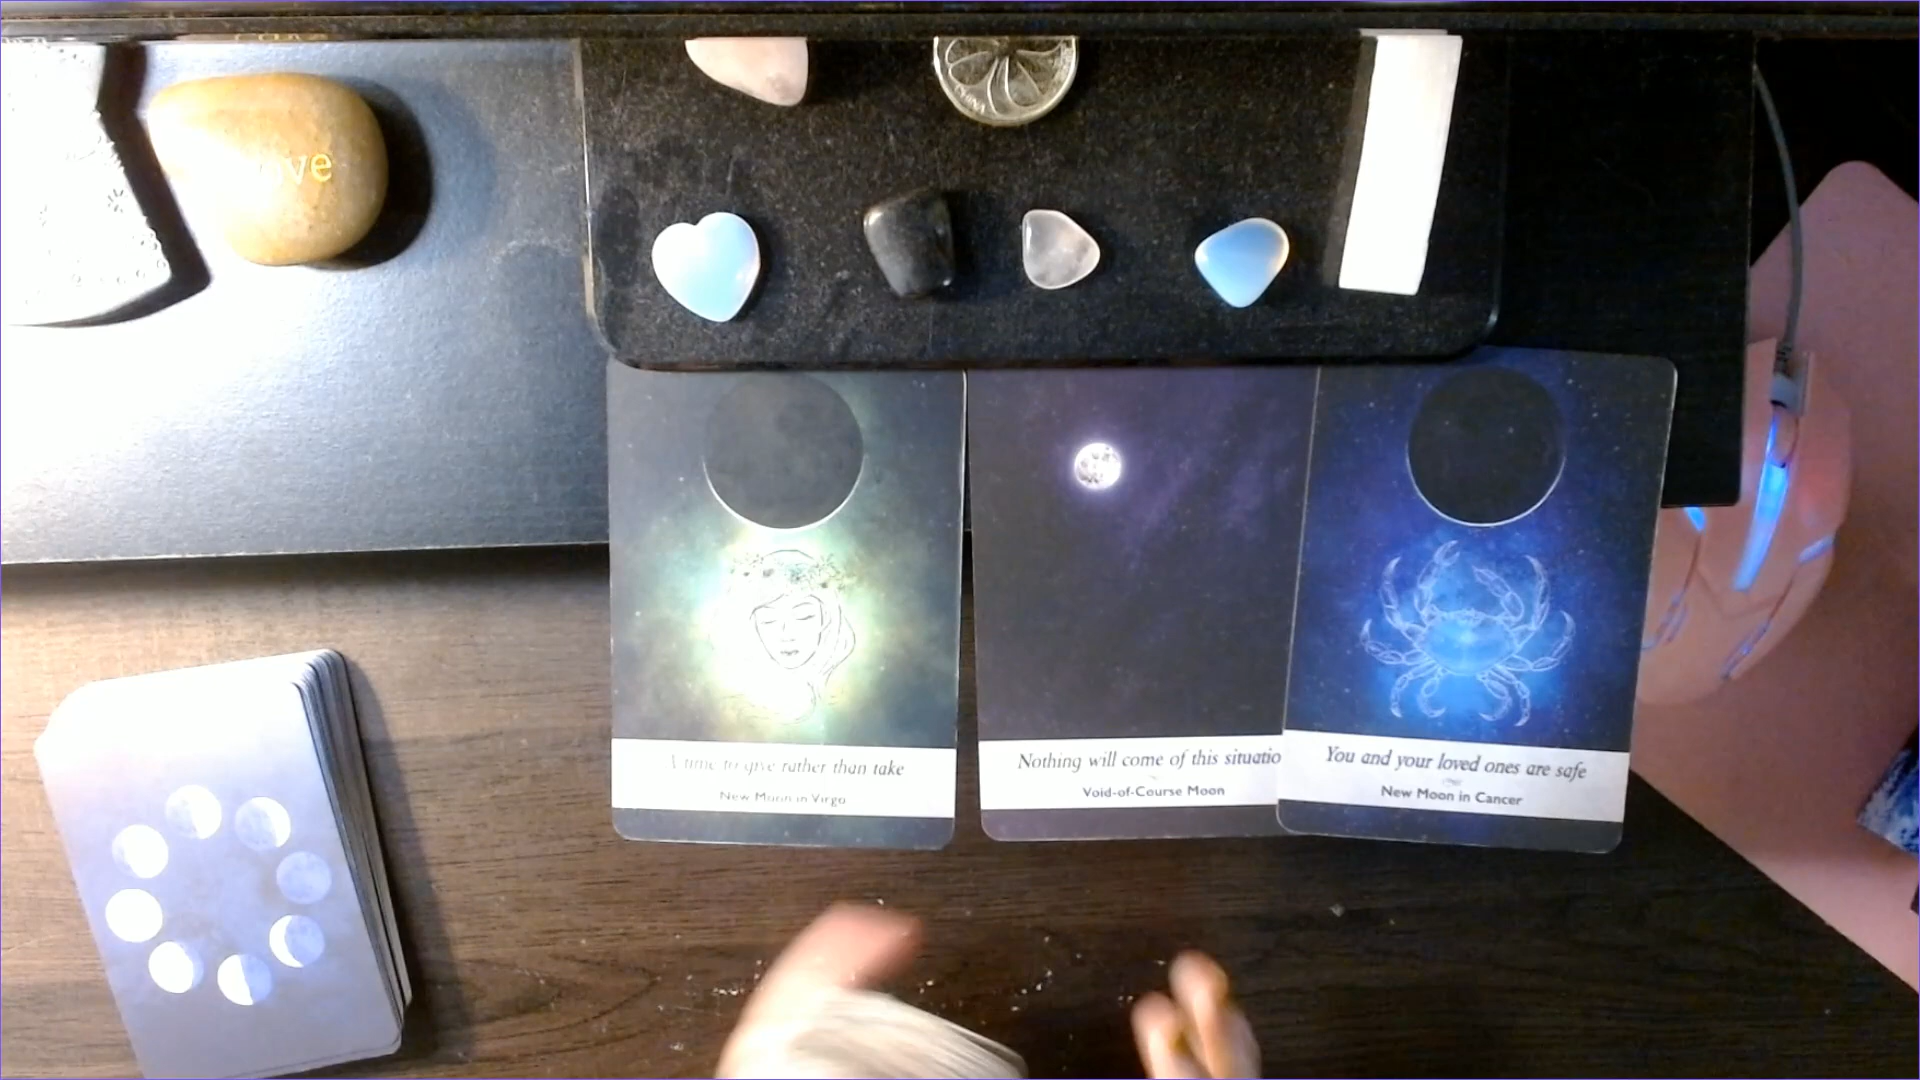 CHINA
A time to give rather than take
New Moon in Virgo
Nothing will come of this situatio
Void-of-Course Moon
You and your loved ones are safe
New Moon in Cancer